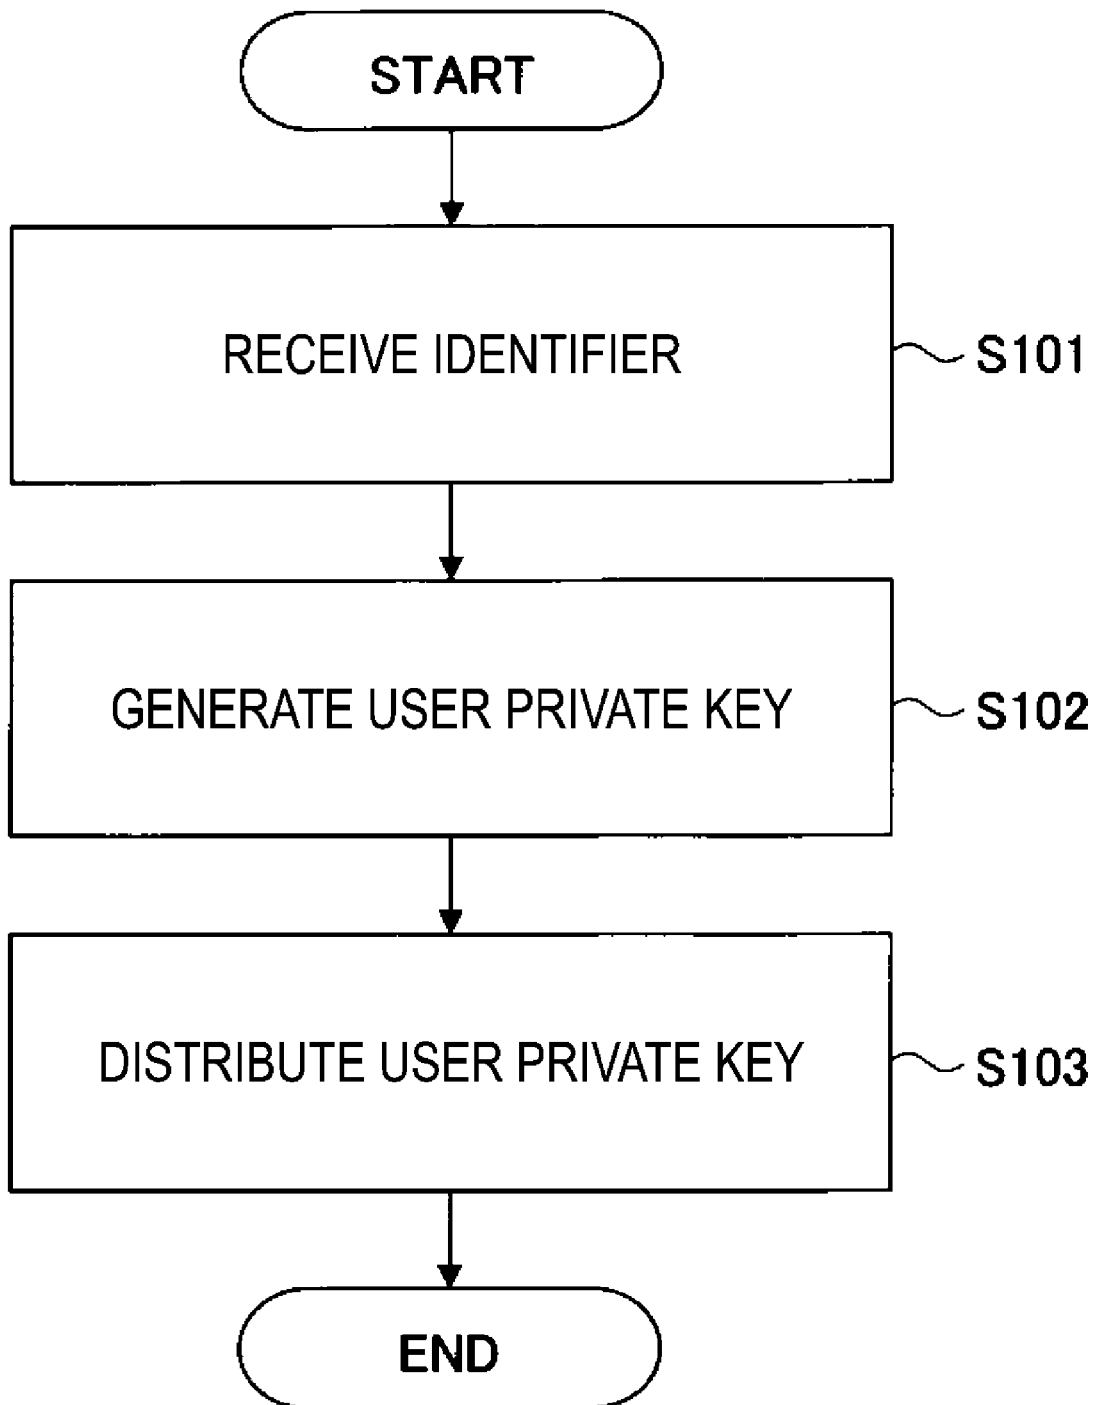 START
RECEIVE IDENTIFIER
S101
GENERATE USER PRIVATE KEY
S102
DISTRIBUTE USER PRIVATE KEY
S103
END